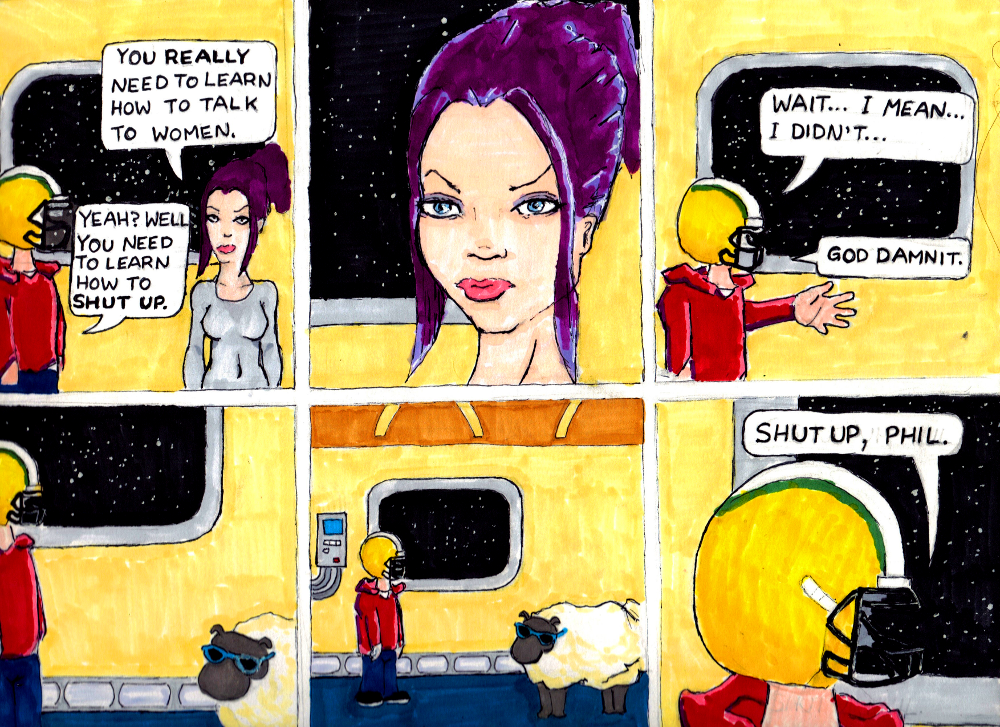 YOU REALLY
NEED TO LEARN
HOW TO TALK
TO WOMEN.
YEAH? WELL
YOU NEED
TO LEARN
HOW TO
SHUT UP.
WAIT... I MEAN...
I DIDN'T...
GOD DAMNIT.
SHUT UP, PHIL.